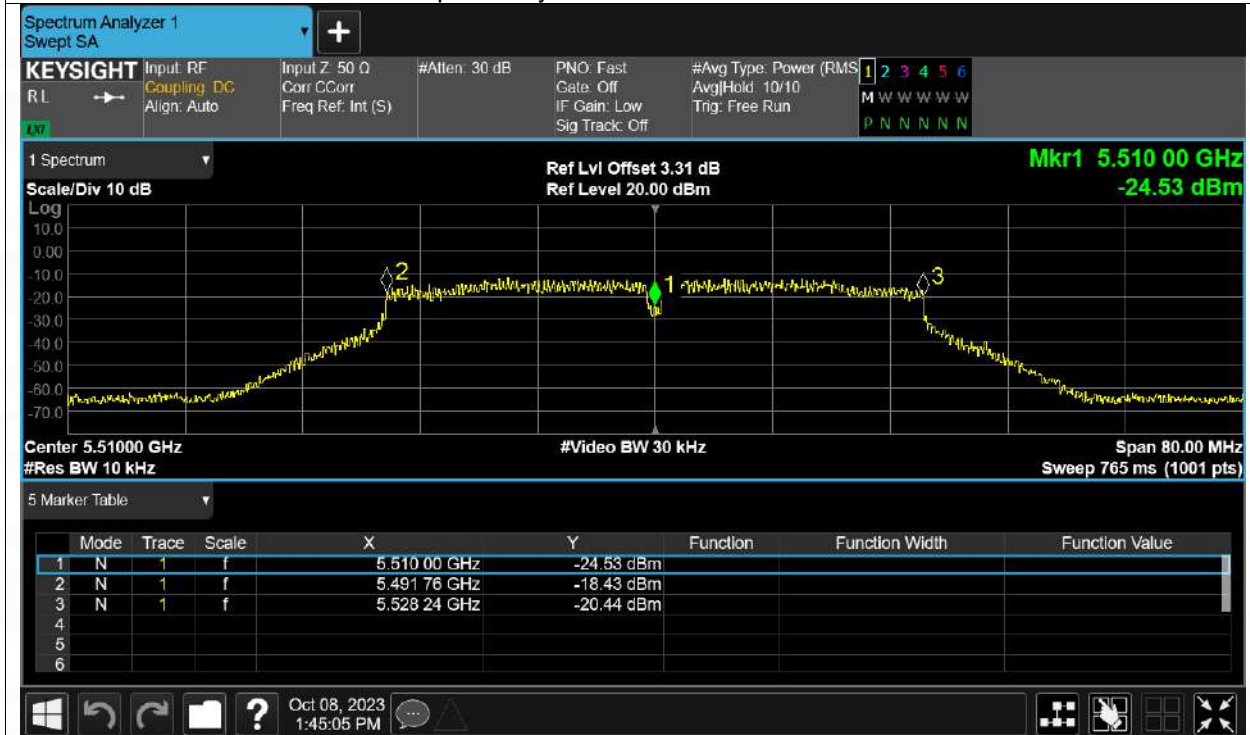 Spectrum Analyzer 1
Swept SA
+
KEYSIGHT Input: RF Input Z: 50 Ω #Atten: 30 dB PNO: Fast #Avg Type: Power (RMS 1 2 3 4 5 6
RL Coupling: DC Corr CCorr Gate: Off Avg|Hold: 10/10 M W W W W W
Align: Auto Freq Ref: Int (S) IF Gain: Low Trig: Free Run
LXI Sig Track: Off P N N N N N
1 Spectrum Ref Lvl Offset 3.31 dB Mkr1 5.510 00 GHz
Scale/Div 10 dB Ref Level 20.00 dBm -24.53 dBm
Log
10.0
0.00
-10.0
-20.0
-30.0
-40.0
-50.0
-60.0
-70.0
2
1
3
Center 5.51000 GHz #Video BW 30 kHz Span 80.00 MHz
#Res BW 10 kHz Sweep 765 ms (1001 pts)
5 Marker Table
Mode Trace Scale X Y Function Function Width Function Value
1 N 1 f 5.510 00 GHz -24.53 dBm
2 N 1 f 5.491 76 GHz -18.43 dBm
3 N 1 f 5.528 24 GHz -20.44 dBm
4
5
6
? Oct 08, 2023
1:45:05 PM